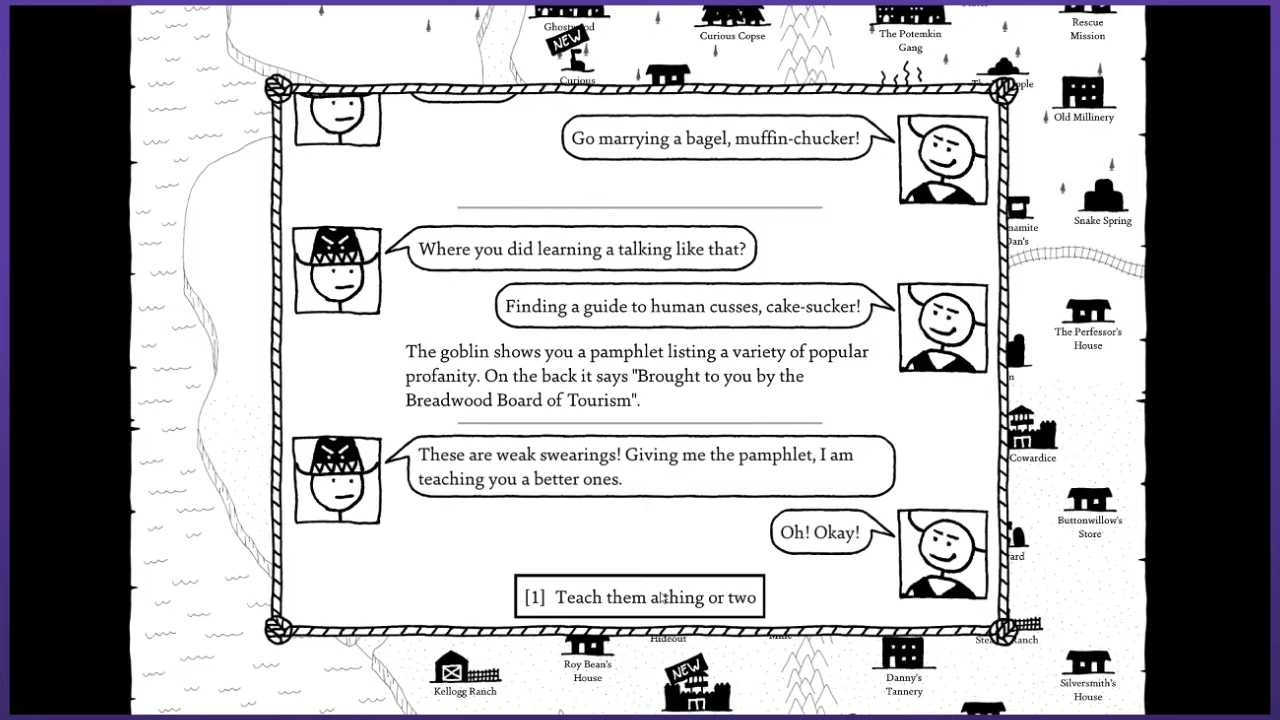 Curious Copse
The Potemkin
Gang
Rescue
Mission
NEW
Curious
Old Millinery
Go marrying a bagel, muffin-chucker!
Snake Spring
Where you did learning a talking like that?
Finding a guide to human cusses, cake-sucker!
The Perfessor's
House
The goblin shows you a pamphlet listing a variety of popular
profanity. On the back it says "Brought to you by the
Breadwood Board of Tourism".
Cowardice
These are weak swearings! Giving me the pamphlet, I am
teaching you a better ones.
Buttonwillow's
Store
Oh! Okay!
[1] Teach them a thing or two
Hideout
Roy Bean's
House
Kellogg Ranch
NEW
Danny's
Tannery
Silversmith's
House